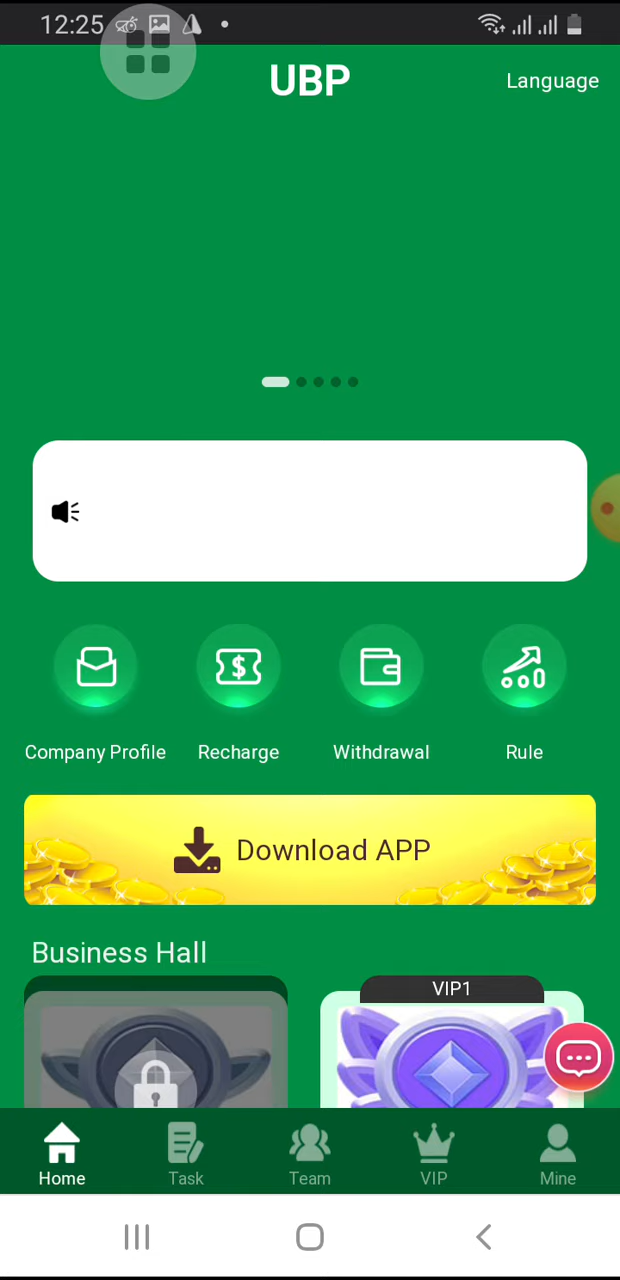 12:25
UBP
Language
Company Profile
Recharge
Withdrawal
Rule
Download APP
Business Hall
VIP1
Home
Task
Team
VIP
Mine